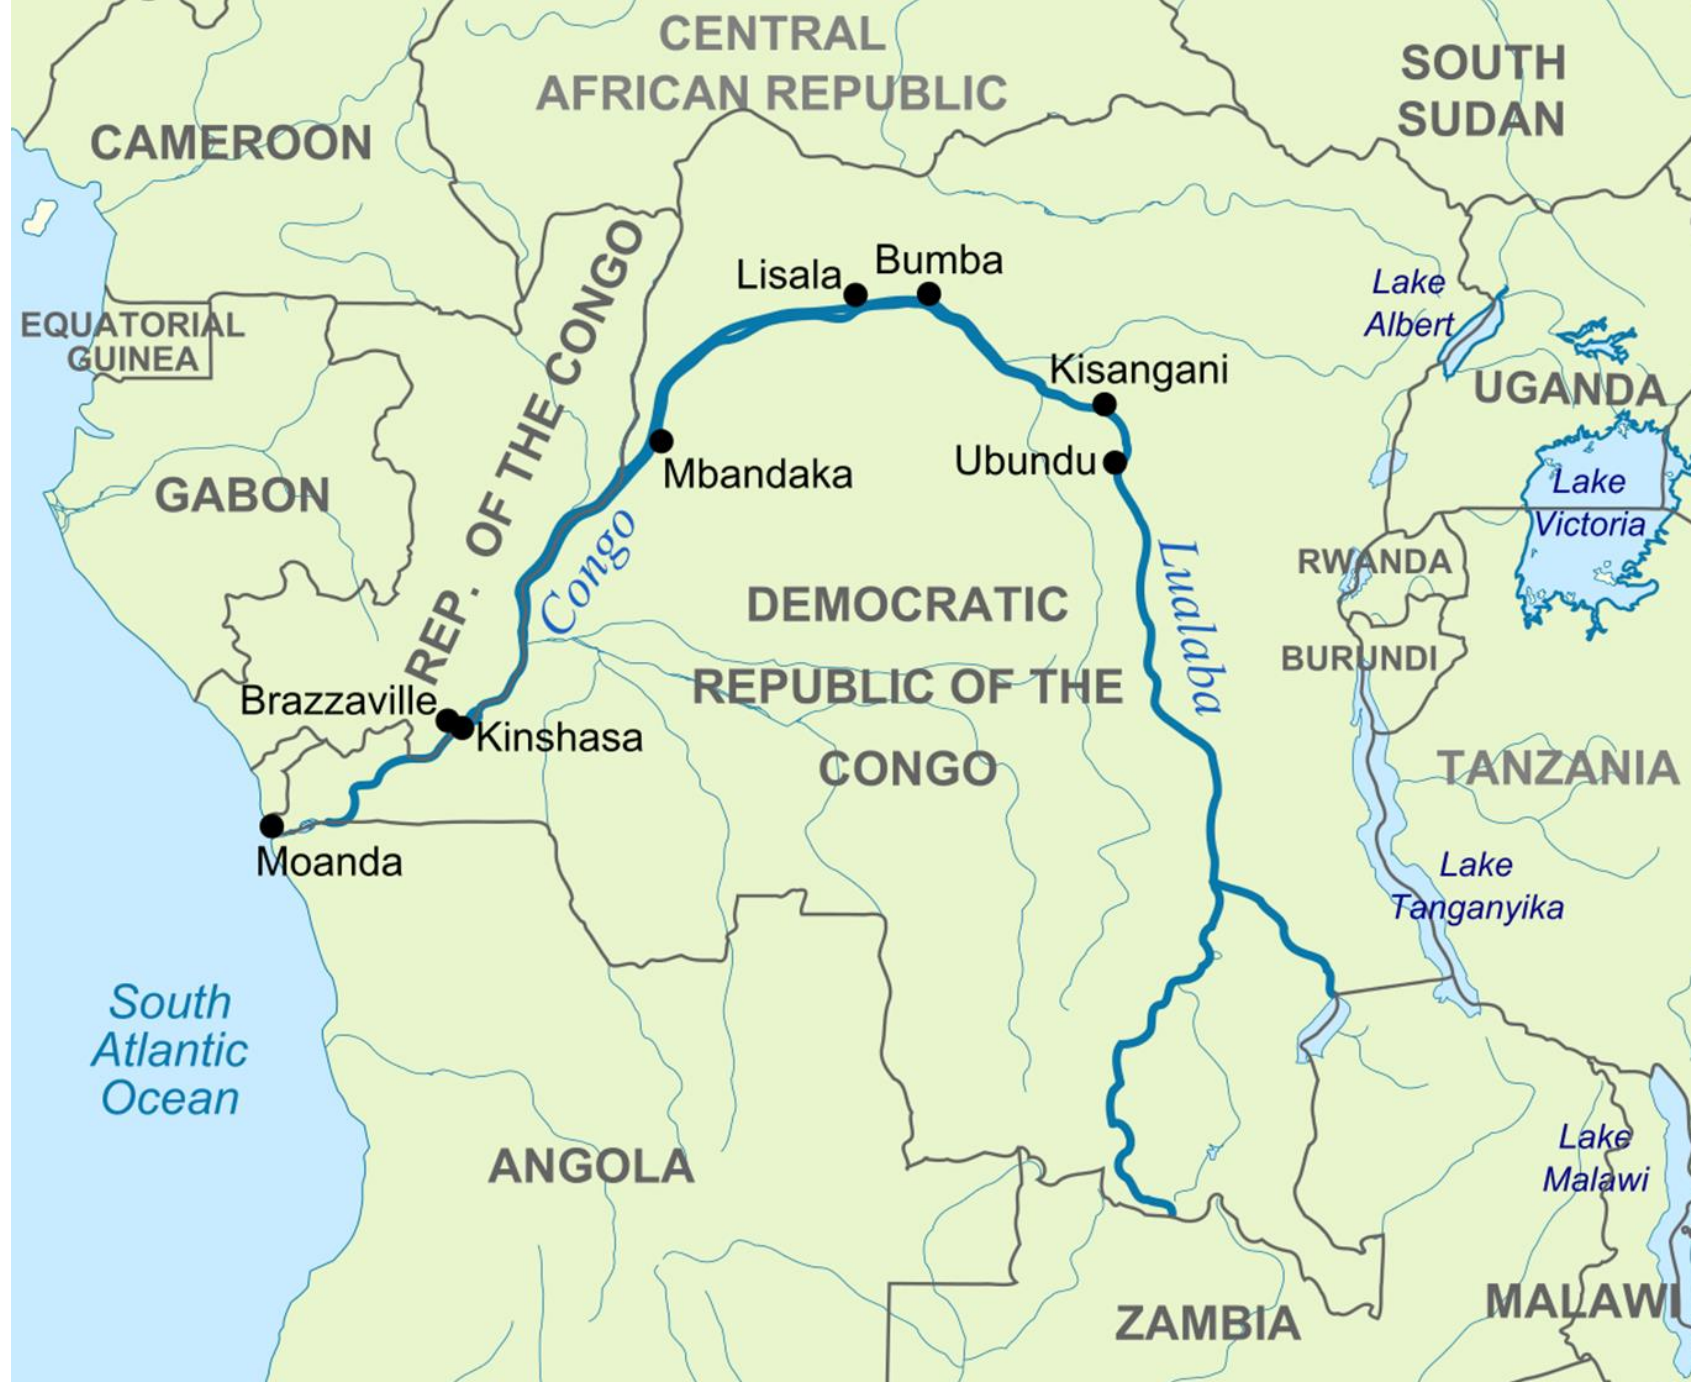 CENTRAL
AFRICAN REPUBLIC
SOUTH
SUDAN
CAMEROON
REP. OF THE CONGO
Lisala
Bumba
Lake
Albert
EQUATORIAL
GUINEA
Kisangani
UGANDA
Ubundu
Mbandaka
GABON
Lake
Victoria
Congo
Lualaba
RWANDA
DEMOCRATIC
REPUBLIC OF THE
CONGO
BURUNDI
Brazzaville
Kinshasa
TANZANIA
Moanda
Lake
Tanganyika
South
Atlantic
Ocean
ANGOLA
Lake
Malawi
ZAMBIA
MALAWI